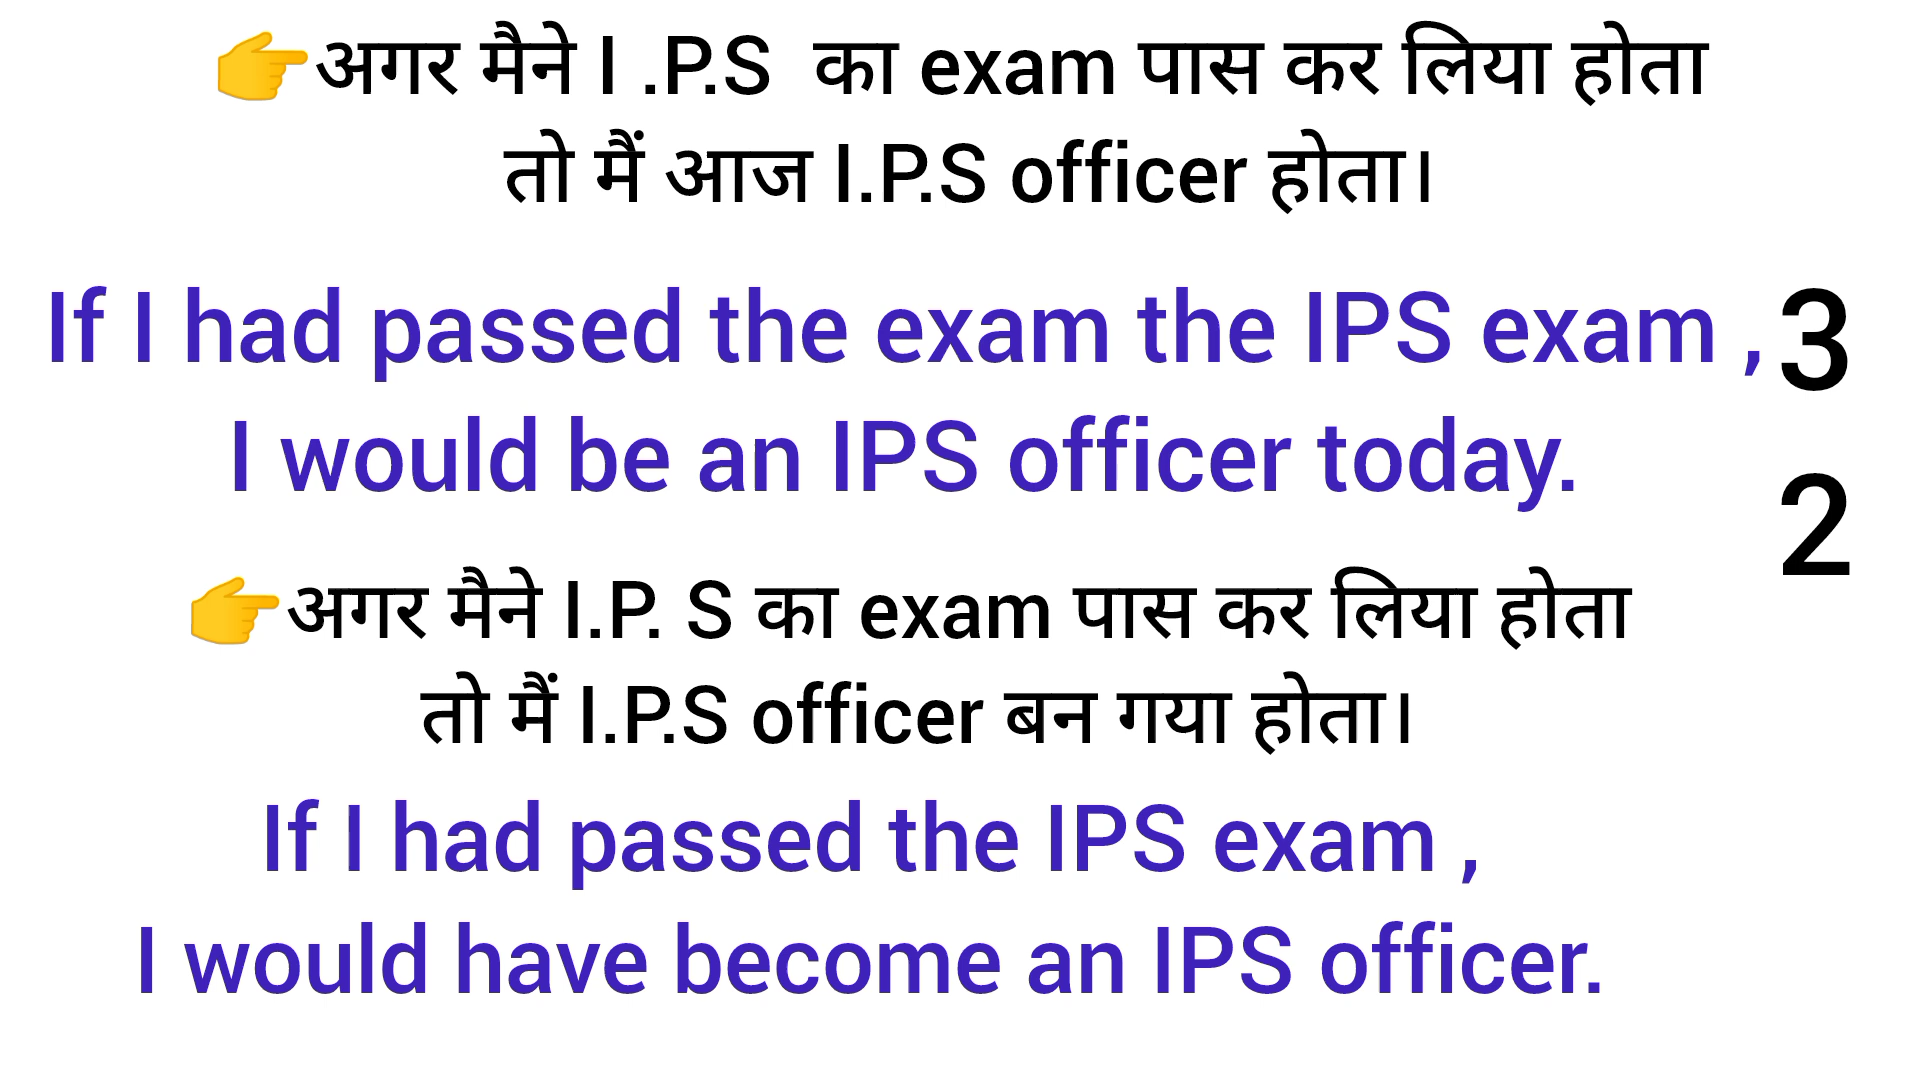 👉अगर मैने I .P.S का exam पास कर लिया होता
तो मैं आज I.P.S officer होता।
If I had passed the exam the IPS exam ,
3
I would be an IPS officer today.
2
👉अगर मैने I.P. S का exam पास कर लिया होता
तो मैं I.P.S officer बन गया होता।
If I had passed the IPS exam ,
I would have become an IPS officer.